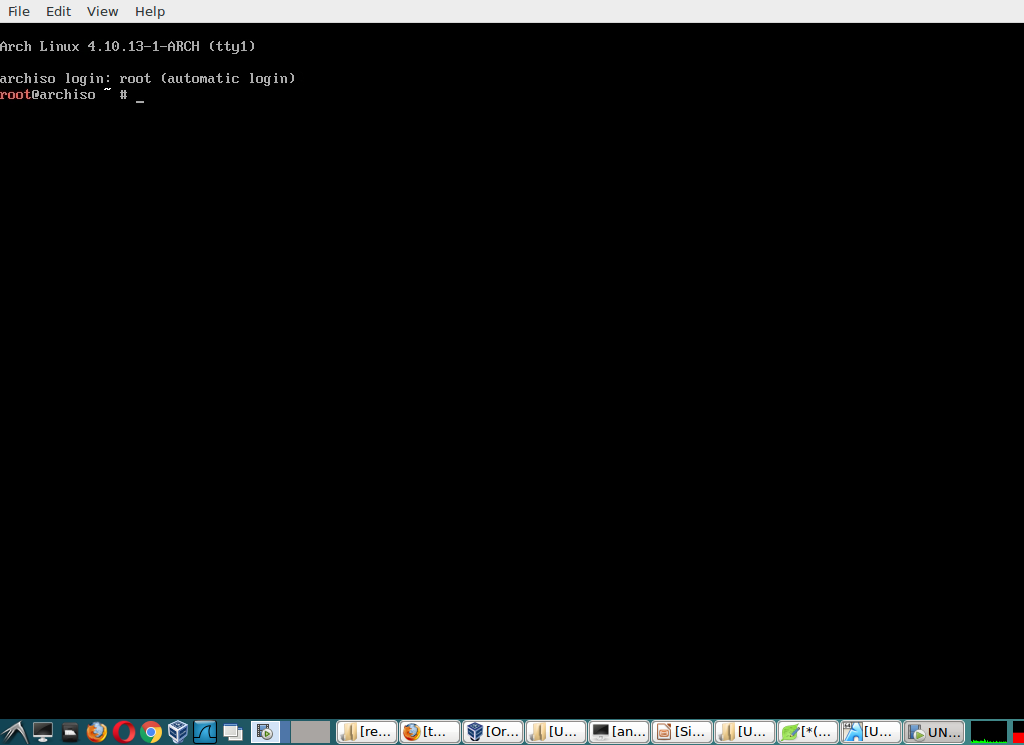 File Edit View Help
Arch Linux 4.10.13-1-ARCH (tty1)
archiso login: root (automatic login)
root@archiso ~ # _
[re... [t... [Or... [U... [an... [Si... [U... [*(... [U... UN...